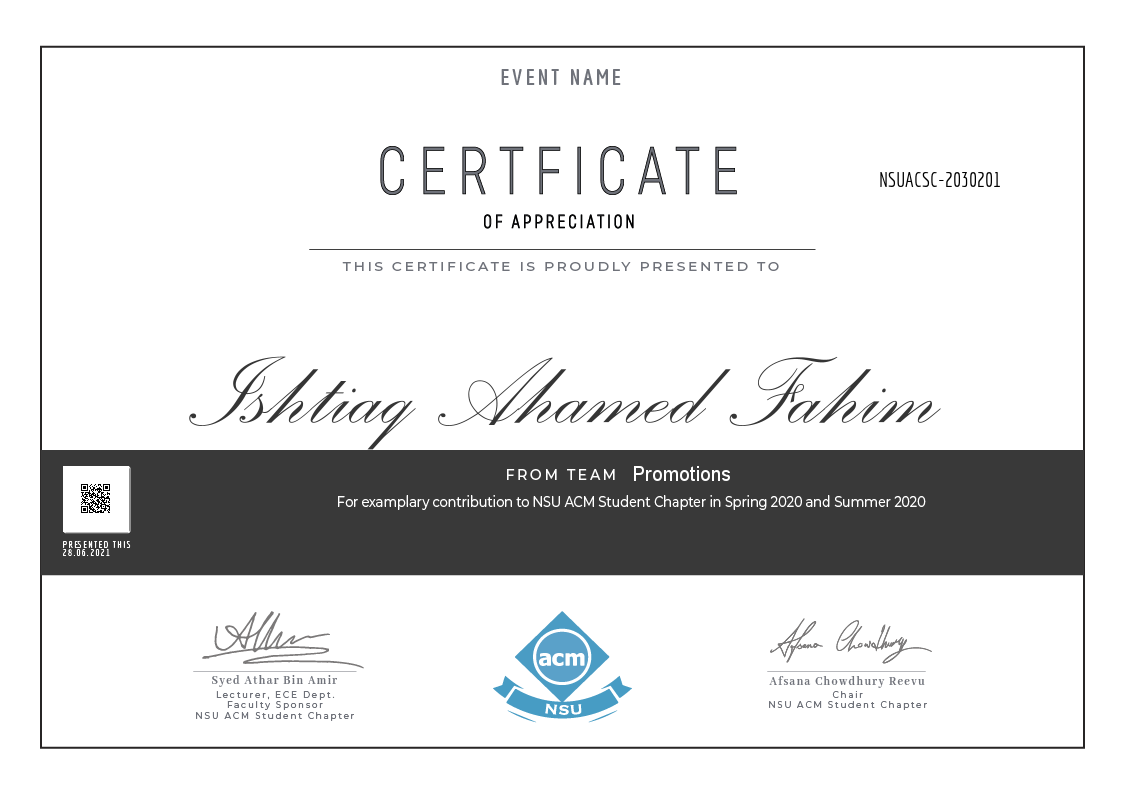 EVENT NAME
CERTFICATE
NSUACSC-2030201
OF APPRECIATION
THIS CERTIFICATE IS PROUDLY PRESENTED TO
Ishtiaq Ahamed Fahim
FROM TEAM Promotions
For examplary contribution to NSU ACM Student Chapter in Spring 2020 and Summer 2020
PRESENTED THIS
28.06.2021
Afsana Chowdhury
acm
NSU
Syed Athar Bin Amir
Lecturer, ECE Dept.
Faculty Sponsor
NSU ACM Student Chapter
Afsana Chowdhury Reevu
Chair
NSU ACM Student Chapter